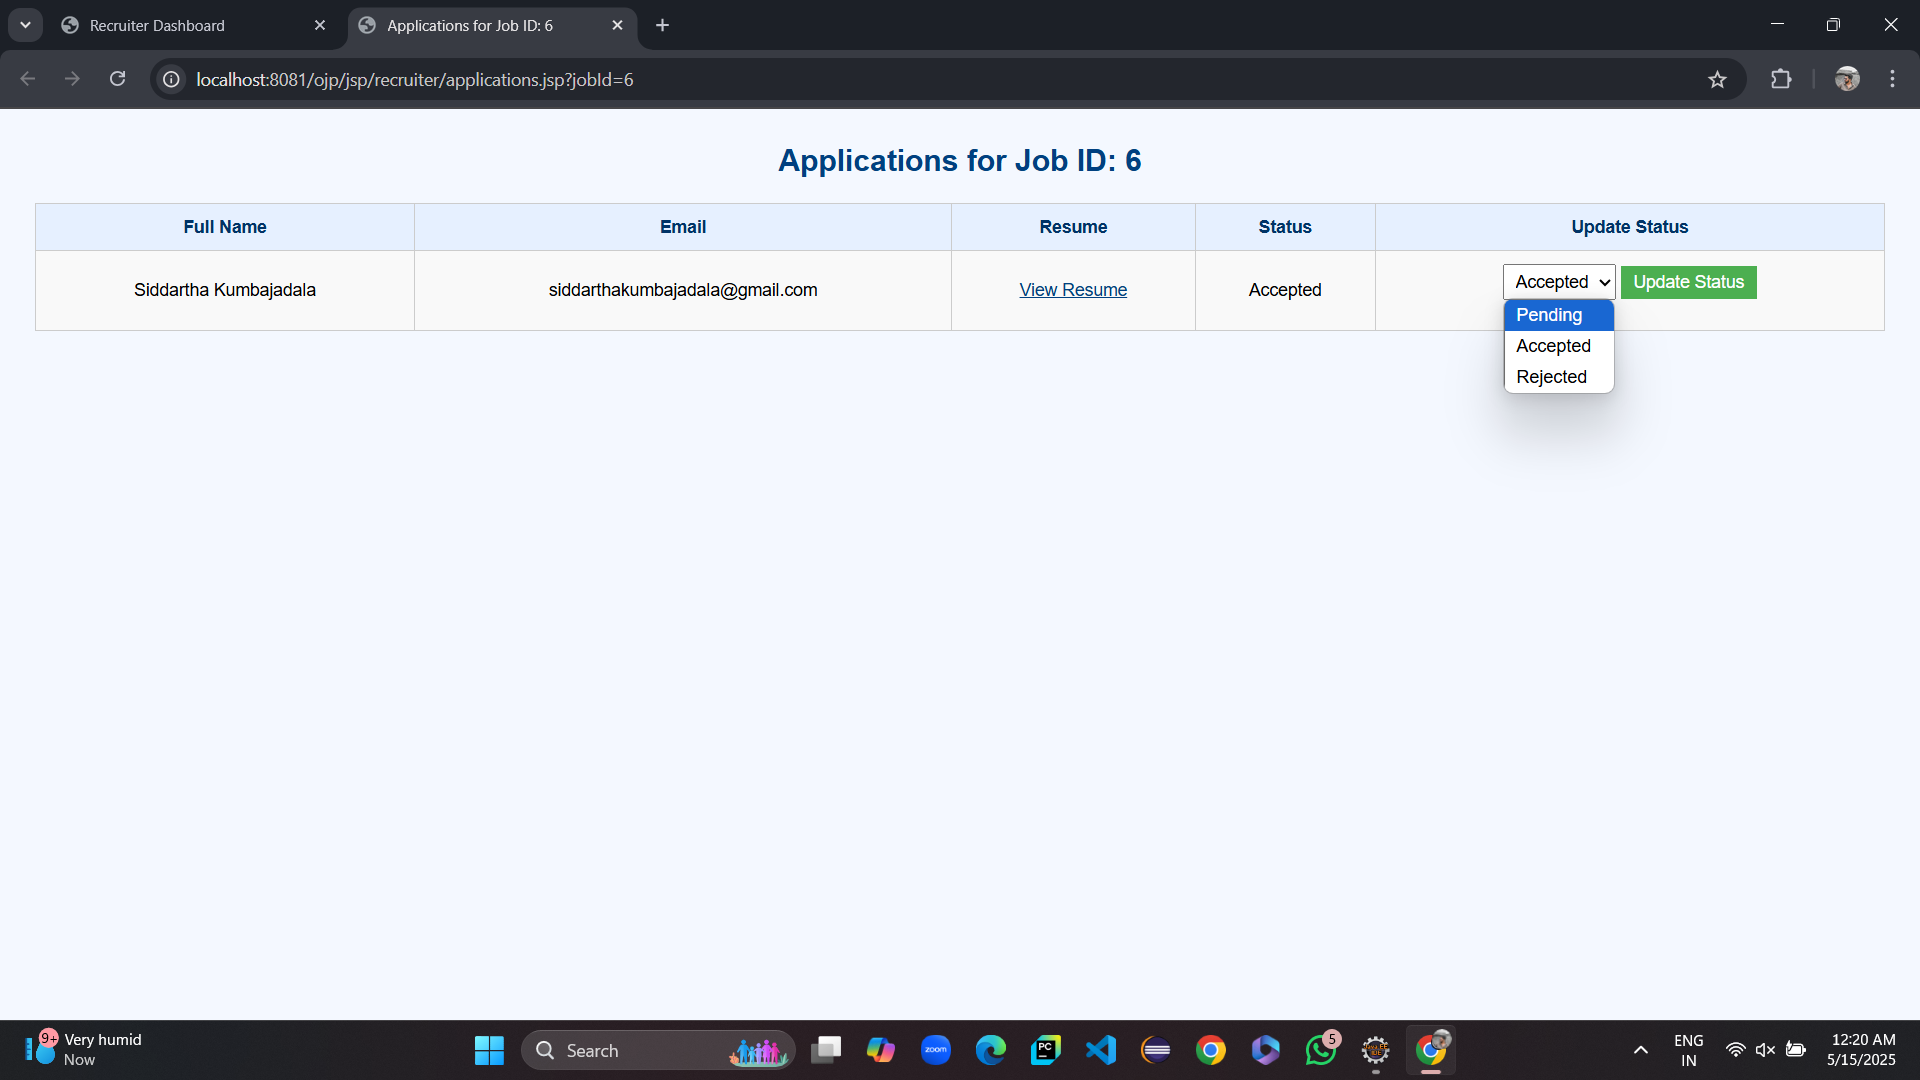 Recruiter Dashboard
Applications for Job ID: 6
localhost:8081/ojp/jsp/recruiter/applications.jsp?jobId=6
Applications for Job ID: 6
Full Name Email Resume Status Update Status
Siddartha Kumbajadala siddarthakumbajadala@gmail.com View Resume Accepted Accepted Update Status
Pending
Accepted
Rejected
9+ Very humid
Now
Search
zoom
PC
5
ENG
IN
12:20 AM
5/15/2025